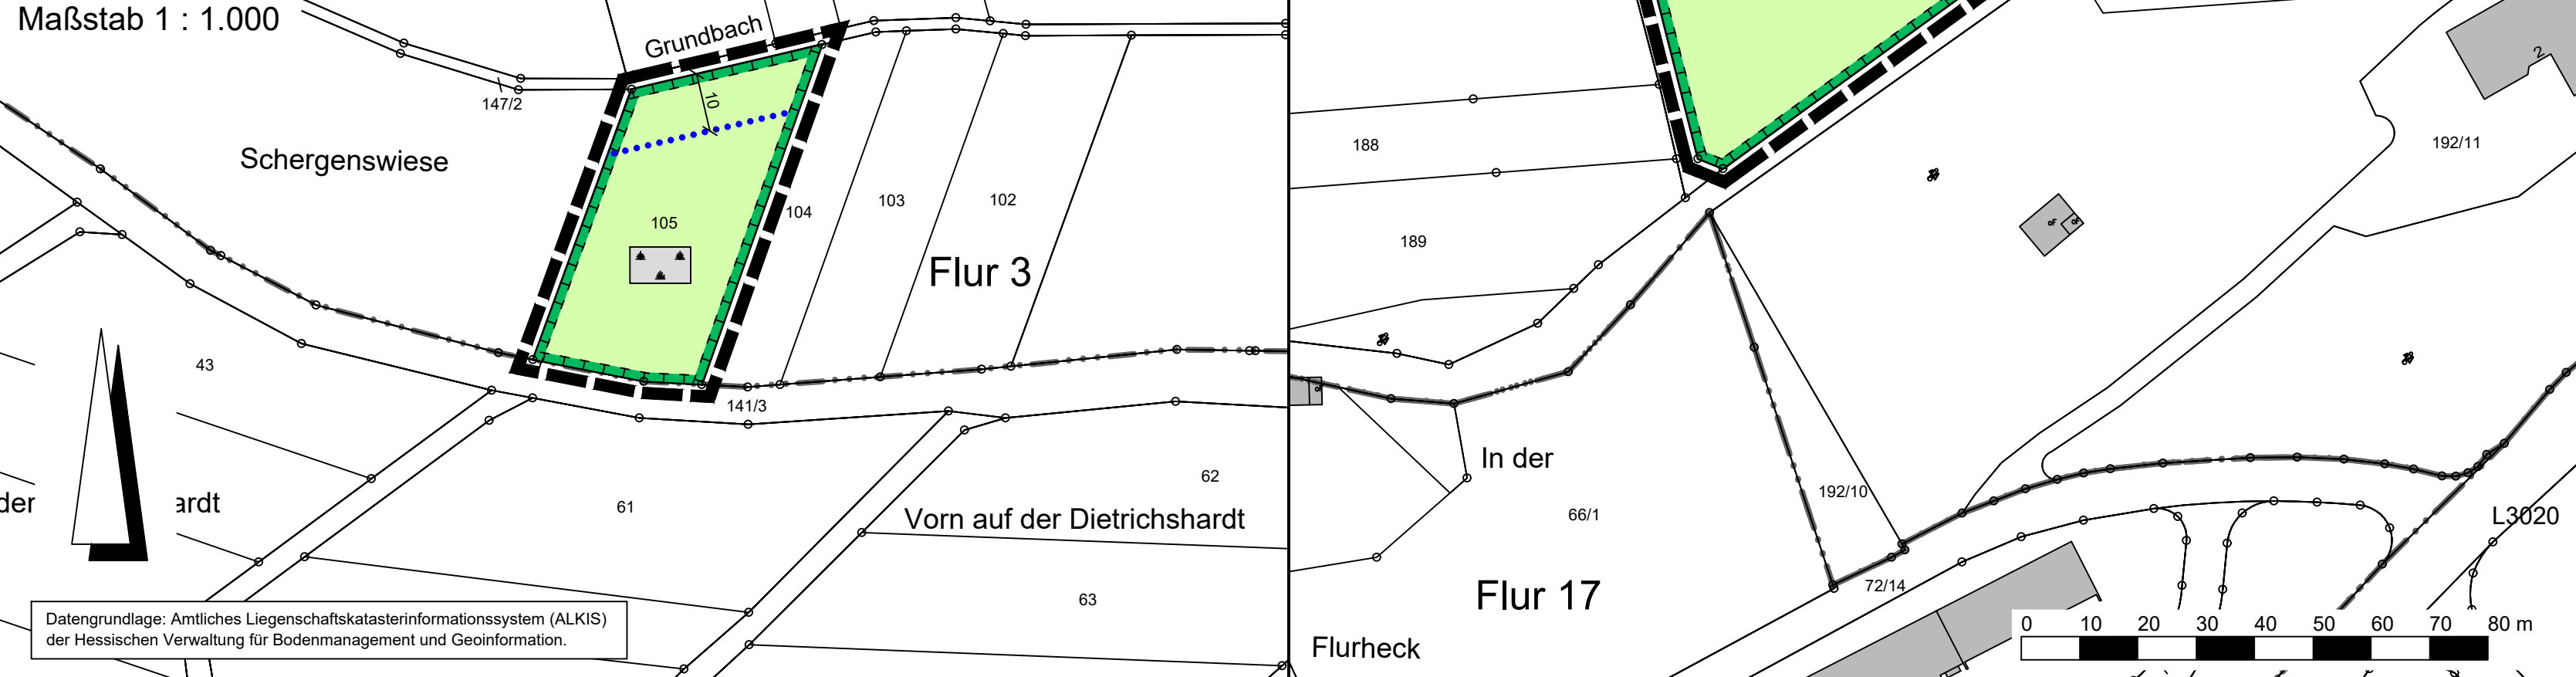 Maßstab 1 : 1.000
Grundbach
10
147/2
Schergenswiese
105
104
103
102
Flur 3
43
141/3
der
ardt
61
62
Vorn auf der Dietrichshardt
63
Datengrundlage: Amtliches Liegenschaftskatasterinformationssystem (ALKIS)
der Hessischen Verwaltung für Bodenmanagement und Geoinformation.
188
189
2
192/11
In der
66/1
192/10
L3020
72/14
Flur 17
Flurheck
0 10 20 30 40 50 60 70 80 m